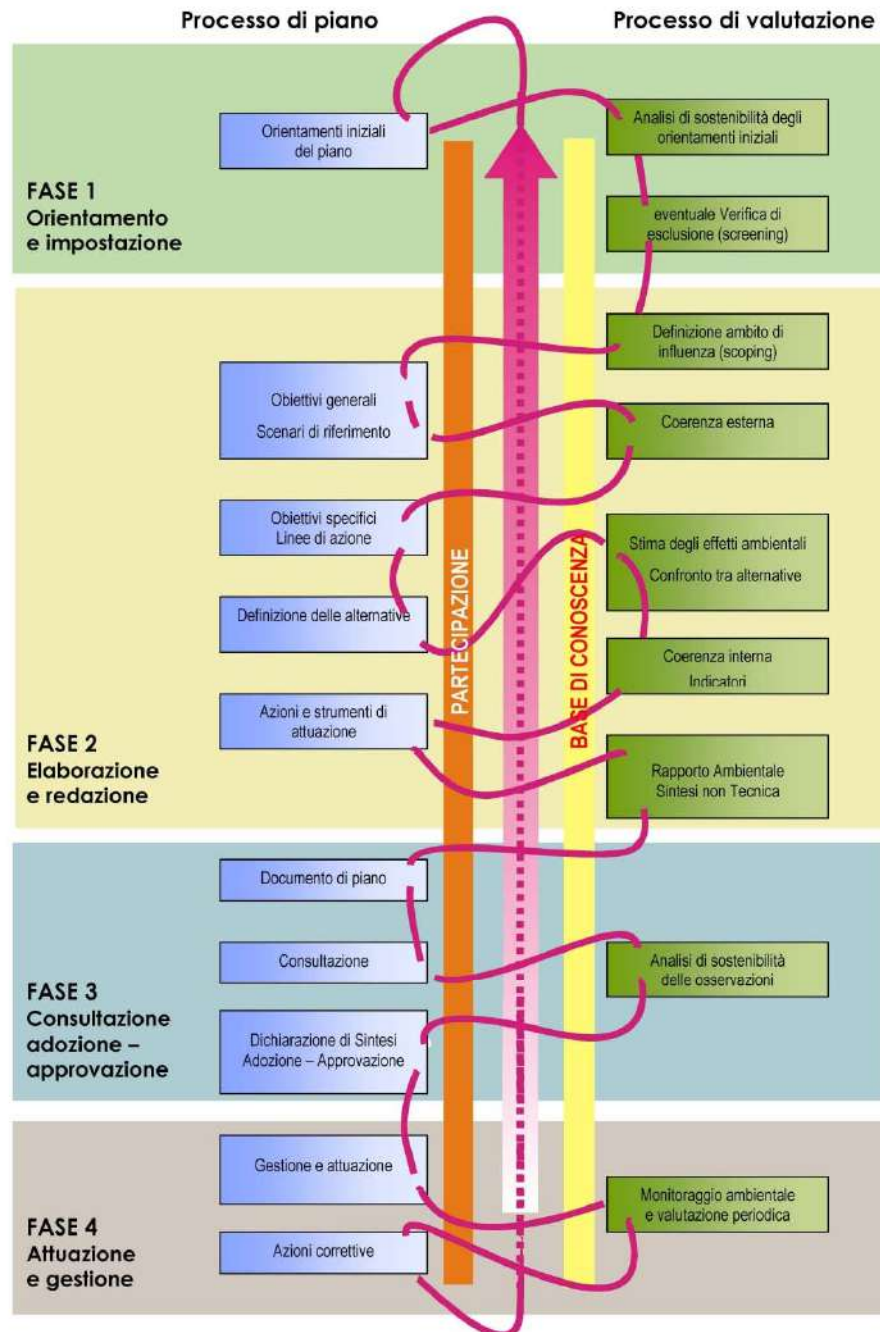 Processo di piano
Processo di valutazione
Orientamenti iniziali
del piano
Analisi di sostenibilità degli
orientamenti iniziali
FASE 1
Orientamento
e impostazione
eventuale Verifica di
esclusione (screening)
Definizione ambito di
influenza (scoping)
Obiettivi generali
Scenari di riferimento
Coerenza esterna
Obiettivi specifici
Linee di azione
Stima degli effetti ambientali
Confronto tra alternative
Definizione delle alternative
PARTECIPAZIONE
BASE DI CONOSCENZA
Coerenza interna
Indicatori
Azioni e strumenti di
attuazione
FASE 2
Elaborazione
e redazione
Rapporto Ambientale
Sintesi non Tecnica
Documento di piano
Consultazione
Analisi di sostenibilità
delle osservazioni
FASE 3
Consultazione
adozione –
approvazione
Dichiarazione di Sintesi
Adozione – Approvazione
Gestione e attuazione
Monitoraggio ambientale
e valutazione periodica
FASE 4
Attuazione
e gestione
Azioni correttive